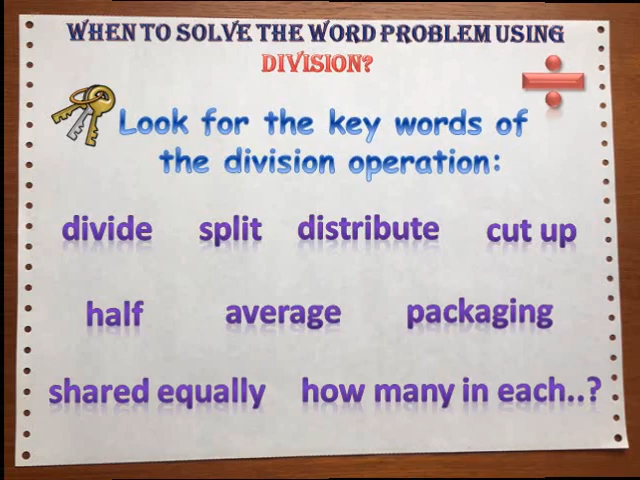 WHEN TO SOLVE THE WORD PROBLEM USING
DIVISION?
Look for the key words of
the division operation:
divide split distribute cut up
half average packaging
shared equally how many in each..?